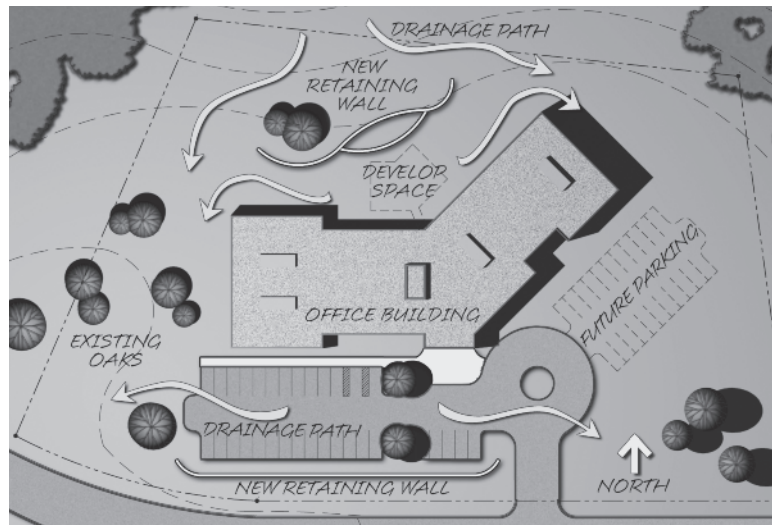 DRAINAGE PATH
NEW
RETAINING
WALL
DEVELOP
SPACE
FUTURE PARKING
OFFICE BUILDING
EXISTING
OAKS
DRAINAGE PATH
NEW RETAINING WALL
NORTH